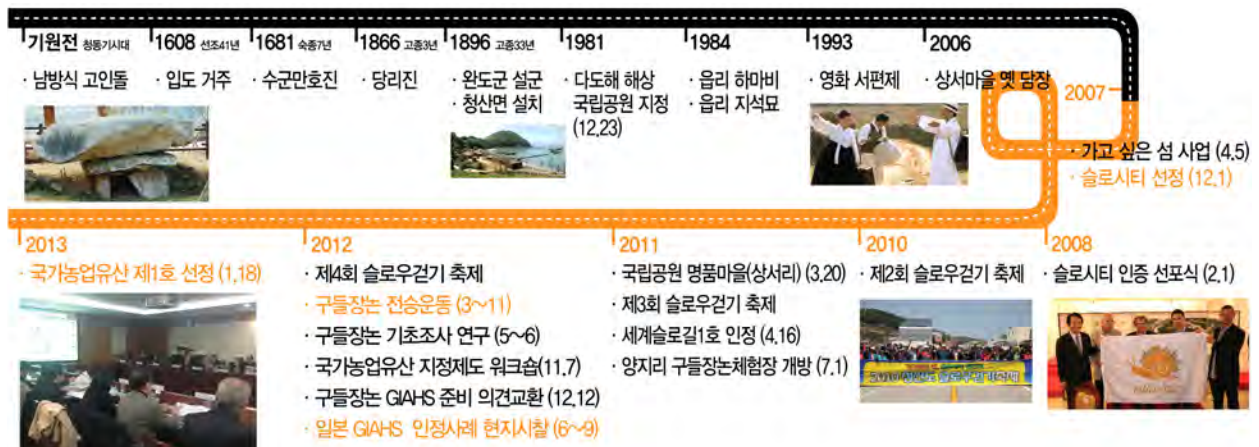 기원전 청동기시대
· 남방식 고인돌
1608 선조41년
· 입도 거주
1681 숙종7년
· 수군만호진
1866 고종3년
· 당리진
1896 고종33년
· 완도군 설군
· 청산면 설치
1981
· 다도해 해상
국립공원 지정
(12.23)
1984
· 읍리 하마비
· 읍리 지석묘
1993
· 영화 서편제
2006
· 상서마을 옛 담장
2007
· 가고 싶은 섬 사업 (4.5)
· 슬로시티 선정 (12.1)
2013
· 국가농업유산 제1호 선정 (1.18)
2012
· 제4회 슬로우걷기 축제
· 구들장논 전승운동 (3~11)
· 구들장논 기초조사 연구 (5~6)
· 국가농업유산 지정제도 워크숍(11.7)
· 구들장논 GIAHS 준비 의견교환 (12.12)
· 일본 GIAHS 인정사례 현지시찰 (6~9)
2011
· 국립공원 명품마을(상서리) (3.20)
· 제3회 슬로우걷기 축제
· 세계슬로길1호 인정 (4.16)
· 양지리 구들장논체험장 개방 (7.1)
2010
· 제2회 슬로우걷기 축제
2008
· 슬로시티 인증 선포식 (2.1)